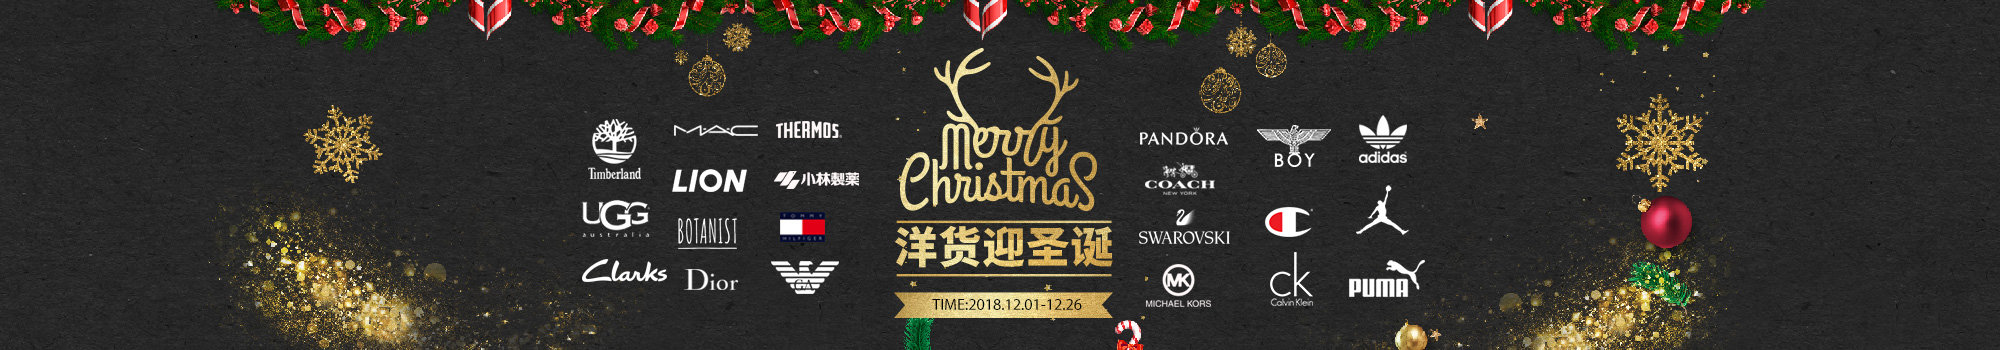 Timberland
MAC
THERMOS
LION
小林製薬
UGG
australia
BOTANIST
TOMMY
HILFIGER
Clarks
Dior
GA
Merry
Christmas
洋货迎圣诞
TIME:2018.12.01-12.26
PANDORA
BOY
adidas
COACH
NEW YORK
SWAROVSKI
MK
MICHAEL KORS
ck
Calvin Klein
PUMA